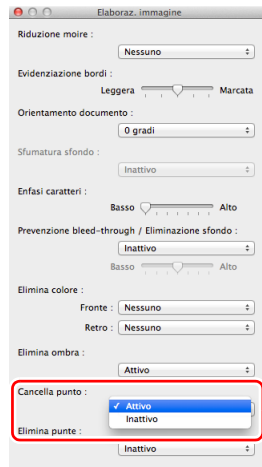 Elaboraz. immagine
Riduzione moire :
Nessuno
Evidenziazione bordi :
Leggera Marcata
Orientamento documento :
0 gradi
Sfumatura sfondo :
Inattivo
Enfasi caratteri :
Basso Alto
Prevenzione bleed-through / Eliminazione sfondo :
Inattivo
Basso Alto
Elimina colore :
Fronte : Nessuno
Retro : Nessuno
Elimina ombra :
Attivo
Cancella punto :
✓ Attivo
Inattivo
Elimina punte :
Inattivo